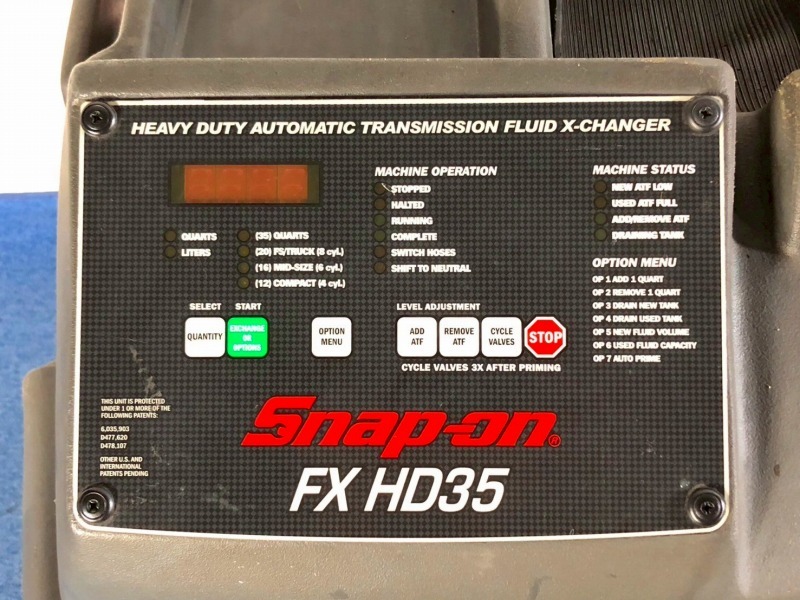 HEAVY DUTY AUTOMATIC TRANSMISSION FLUID X-CHANGER
MACHINE OPERATION
STOPPED
HALTED
RUNNING
COMPLETE
SWITCH HOSES
SHIFT TO NEUTRAL
MACHINE STATUS
NEW ATF LOW
USED ATF FULL
ADD/REMOVE ATF
DRAINING TANK
QUARTS
LITERS
(35) QUARTS
(20) FS/TRUCK (8 cyl.)
(16) MID-SIZE (6 cyl.)
(12) COMPACT (4 cyl.)
OPTION MENU
OP 1 ADD 1 QUART
OP 2 REMOVE 1 QUART
OP 3 DRAIN NEW TANK
OP 4 DRAIN USED TANK
OP 5 NEW FLUID VOLUME
OP 6 USED FLUID CAPACITY
OP 7 AUTO PRIME
SELECT
START
QUANTITY
EXCHANGE
OR
OPTIONS
OPTION
MENU
LEVEL ADJUSTMENT
ADD
ATF
REMOVE
ATF
CYCLE
VALVES
STOP
CYCLE VALVES 3X AFTER PRIMING
THIS UNIT IS PROTECTED
UNDER 1 OR MORE OF THE
FOLLOWING PATENTS:
6,035,903
D477,620
D478,107
OTHER U.S. AND
INTERNATIONAL
PATENTS PENDING
Snap-on®
FX HD35